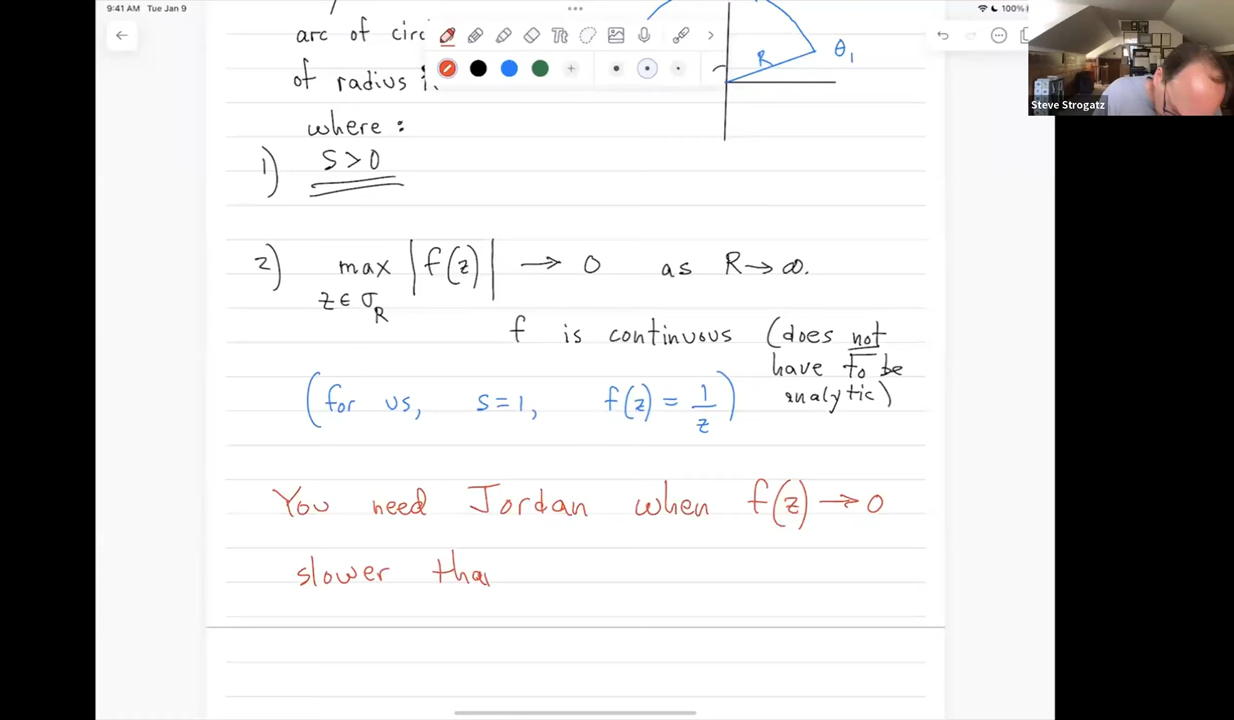 9:41 AM Tue Jan 9
100%
arc of circ
of radius
where :
1) S > 0
R θ₁
2) max |f(z)| → 0 as R → ∞.
z ∈ σ_R
f is continuous (does not
have to be
analytic)
(for us, s = 1, f(z) = 1/z)
You need Jordan when f(z) → 0
slower tha
Steve Strogatz